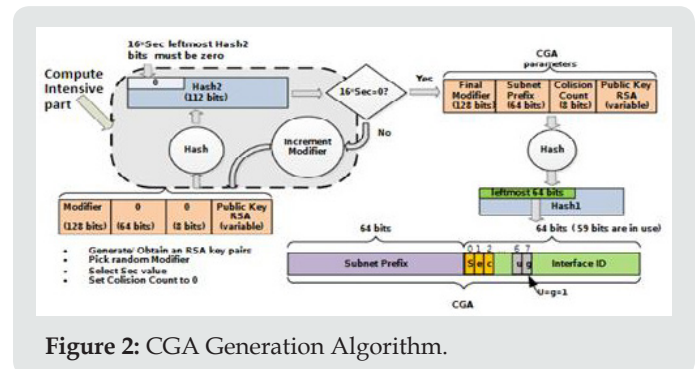 16*Sec leftmost Hash2
bits must be zero
Compute
Intensive
part
0
Hash2
(112 bits)
16*Sec=0?
Yes
No
Hash
Increment
Modifier
Modifier
(128 bits)
0
(64 bits)
0
(8 bits)
Public Key
RSA
(variable)
• Generate/ Obtain an RSA key pairs
• Pick random Modifier
• Select Sec value
• Set Colision Count to 0
CGA
parameters
Final
Modifier
(128 bits)
Subnet
Prefix
(64 bits)
Colision
Count
(8 bits)
Public Key
RSA
(variable)
Hash
leftmost 64 bits
Hash1
64 bits
64 bits ( 59 bits are in use)
0 1 2 .. 6 7
Subnet Prefix
S e c
u g
Interface ID
U=g=1
CGA
Figure 2: CGA Generation Algorithm.